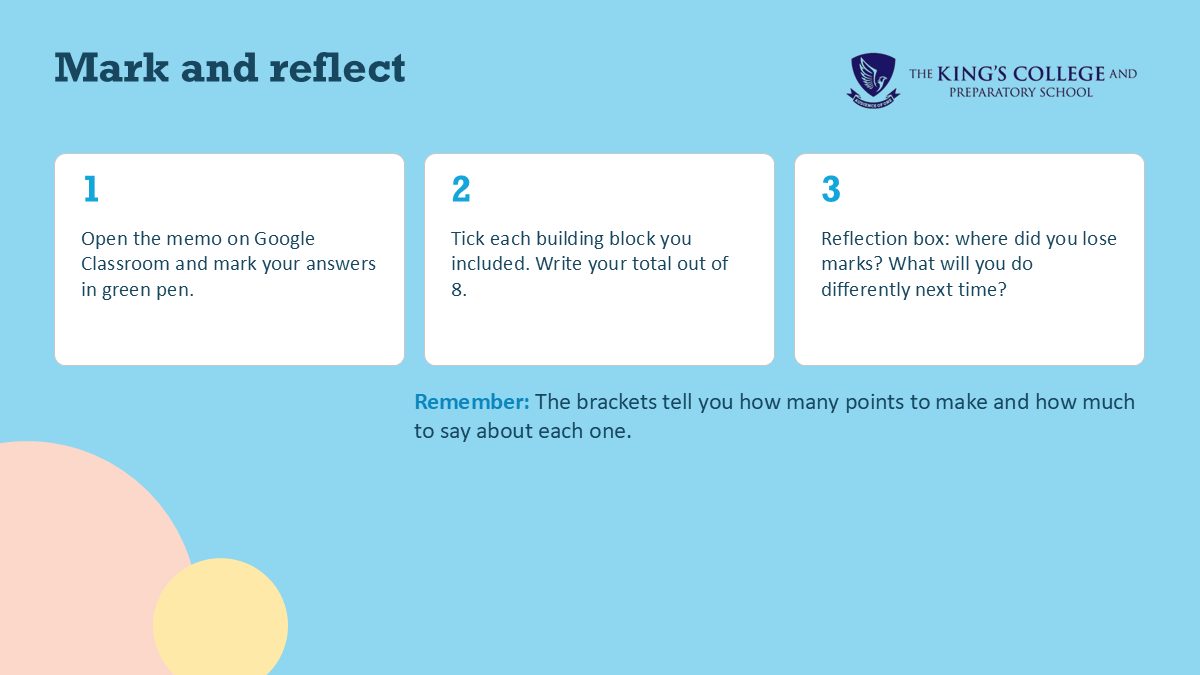 Mark and reflect
THE KING'S COLLEGE AND
PREPARATORY SCHOOL
AUDIENCE OF ONE
1
Open the memo on Google
Classroom and mark your answers
in green pen.
2
Tick each building block you
included. Write your total out of
8.
3
Reflection box: where did you lose
marks? What will you do
differently next time?
Remember: The brackets tell you how many points to make and how much
to say about each one.